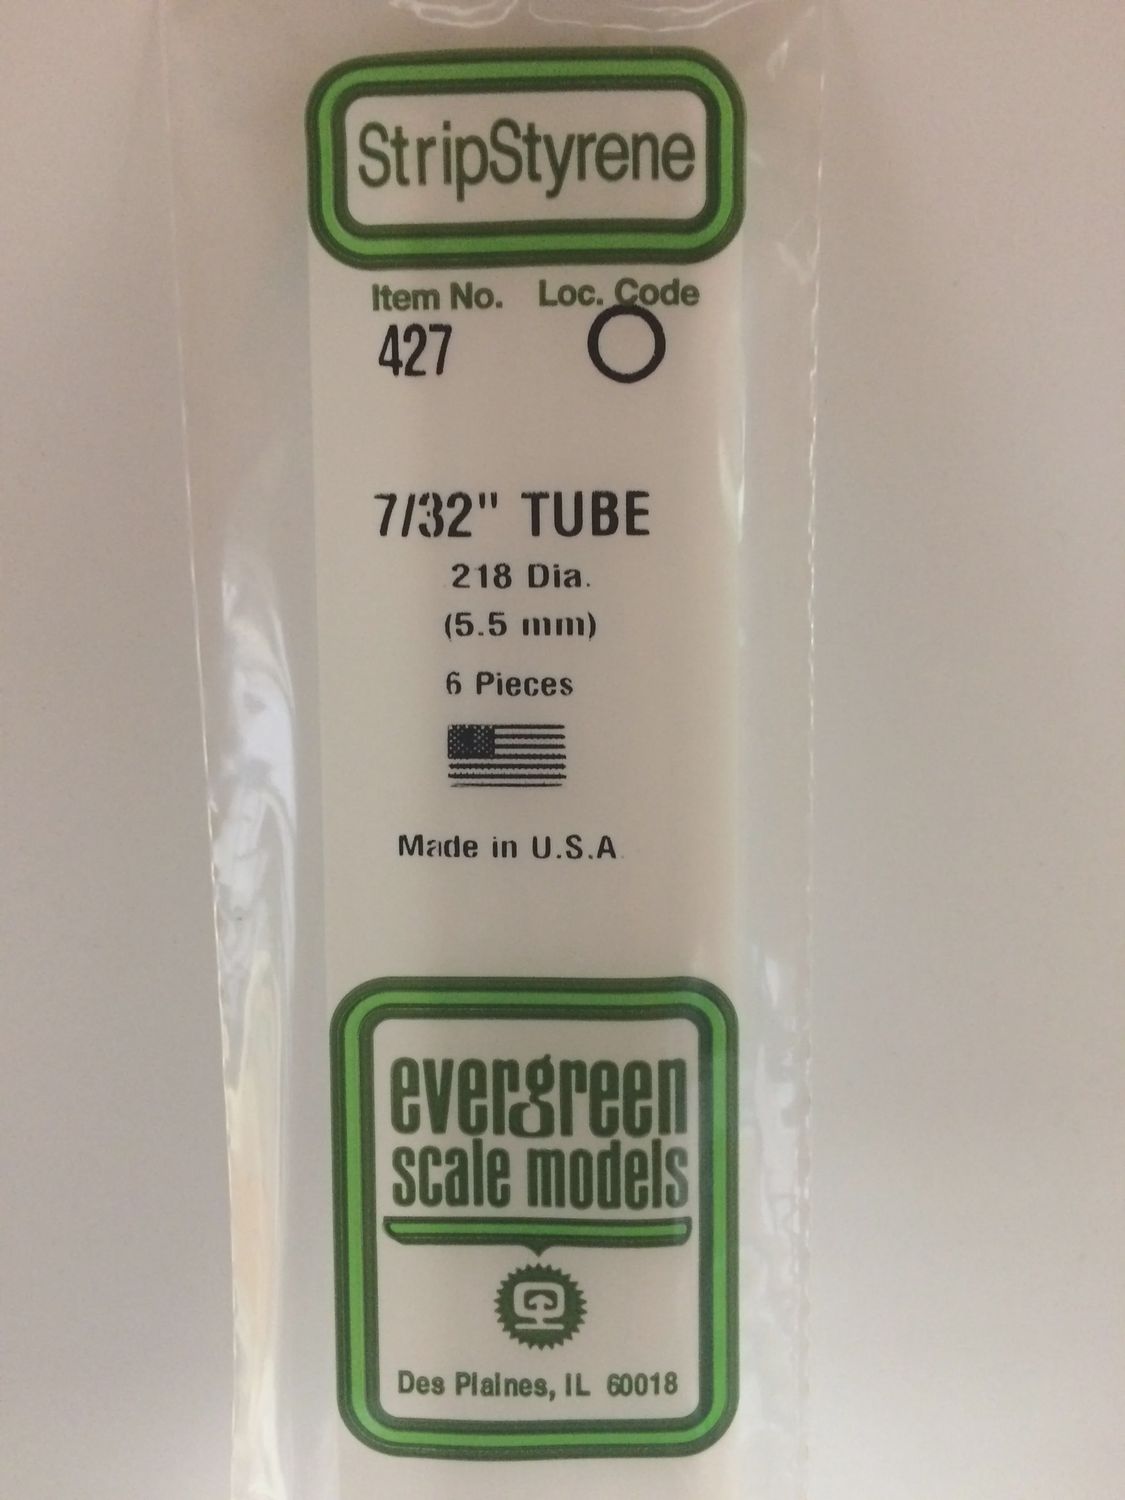 StripStyrene
Item No. Loc. Code
427
7/32" TUBE
.218 Dia.
(5.5 mm)
6 Pieces
Made in U.S.A.
evergreen
scale models
Des Plaines, IL 60018